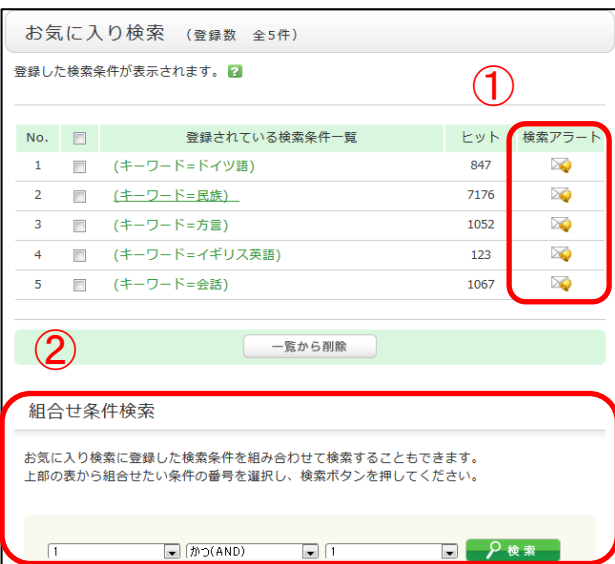 お気に入り検索 （登録数 全5件）
登録した検索条件が表示されます。 ?
①
No. 登録されている検索条件一覧 ヒット 検索アラート
1 (キーワード=ドイツ語) 847
2 (キーワード=民族) 7176
3 (キーワード=方言) 1052
4 (キーワード=イギリス英語) 123
5 (キーワード=会話) 1067
②
一覧から削除
組合せ条件検索
お気に入り検索に登録した検索条件を組み合わせて検索することもできます。
上部の表から組合せたい条件の番号を選択し、検索ボタンを押してください。
1 かつ(AND) 1 検索